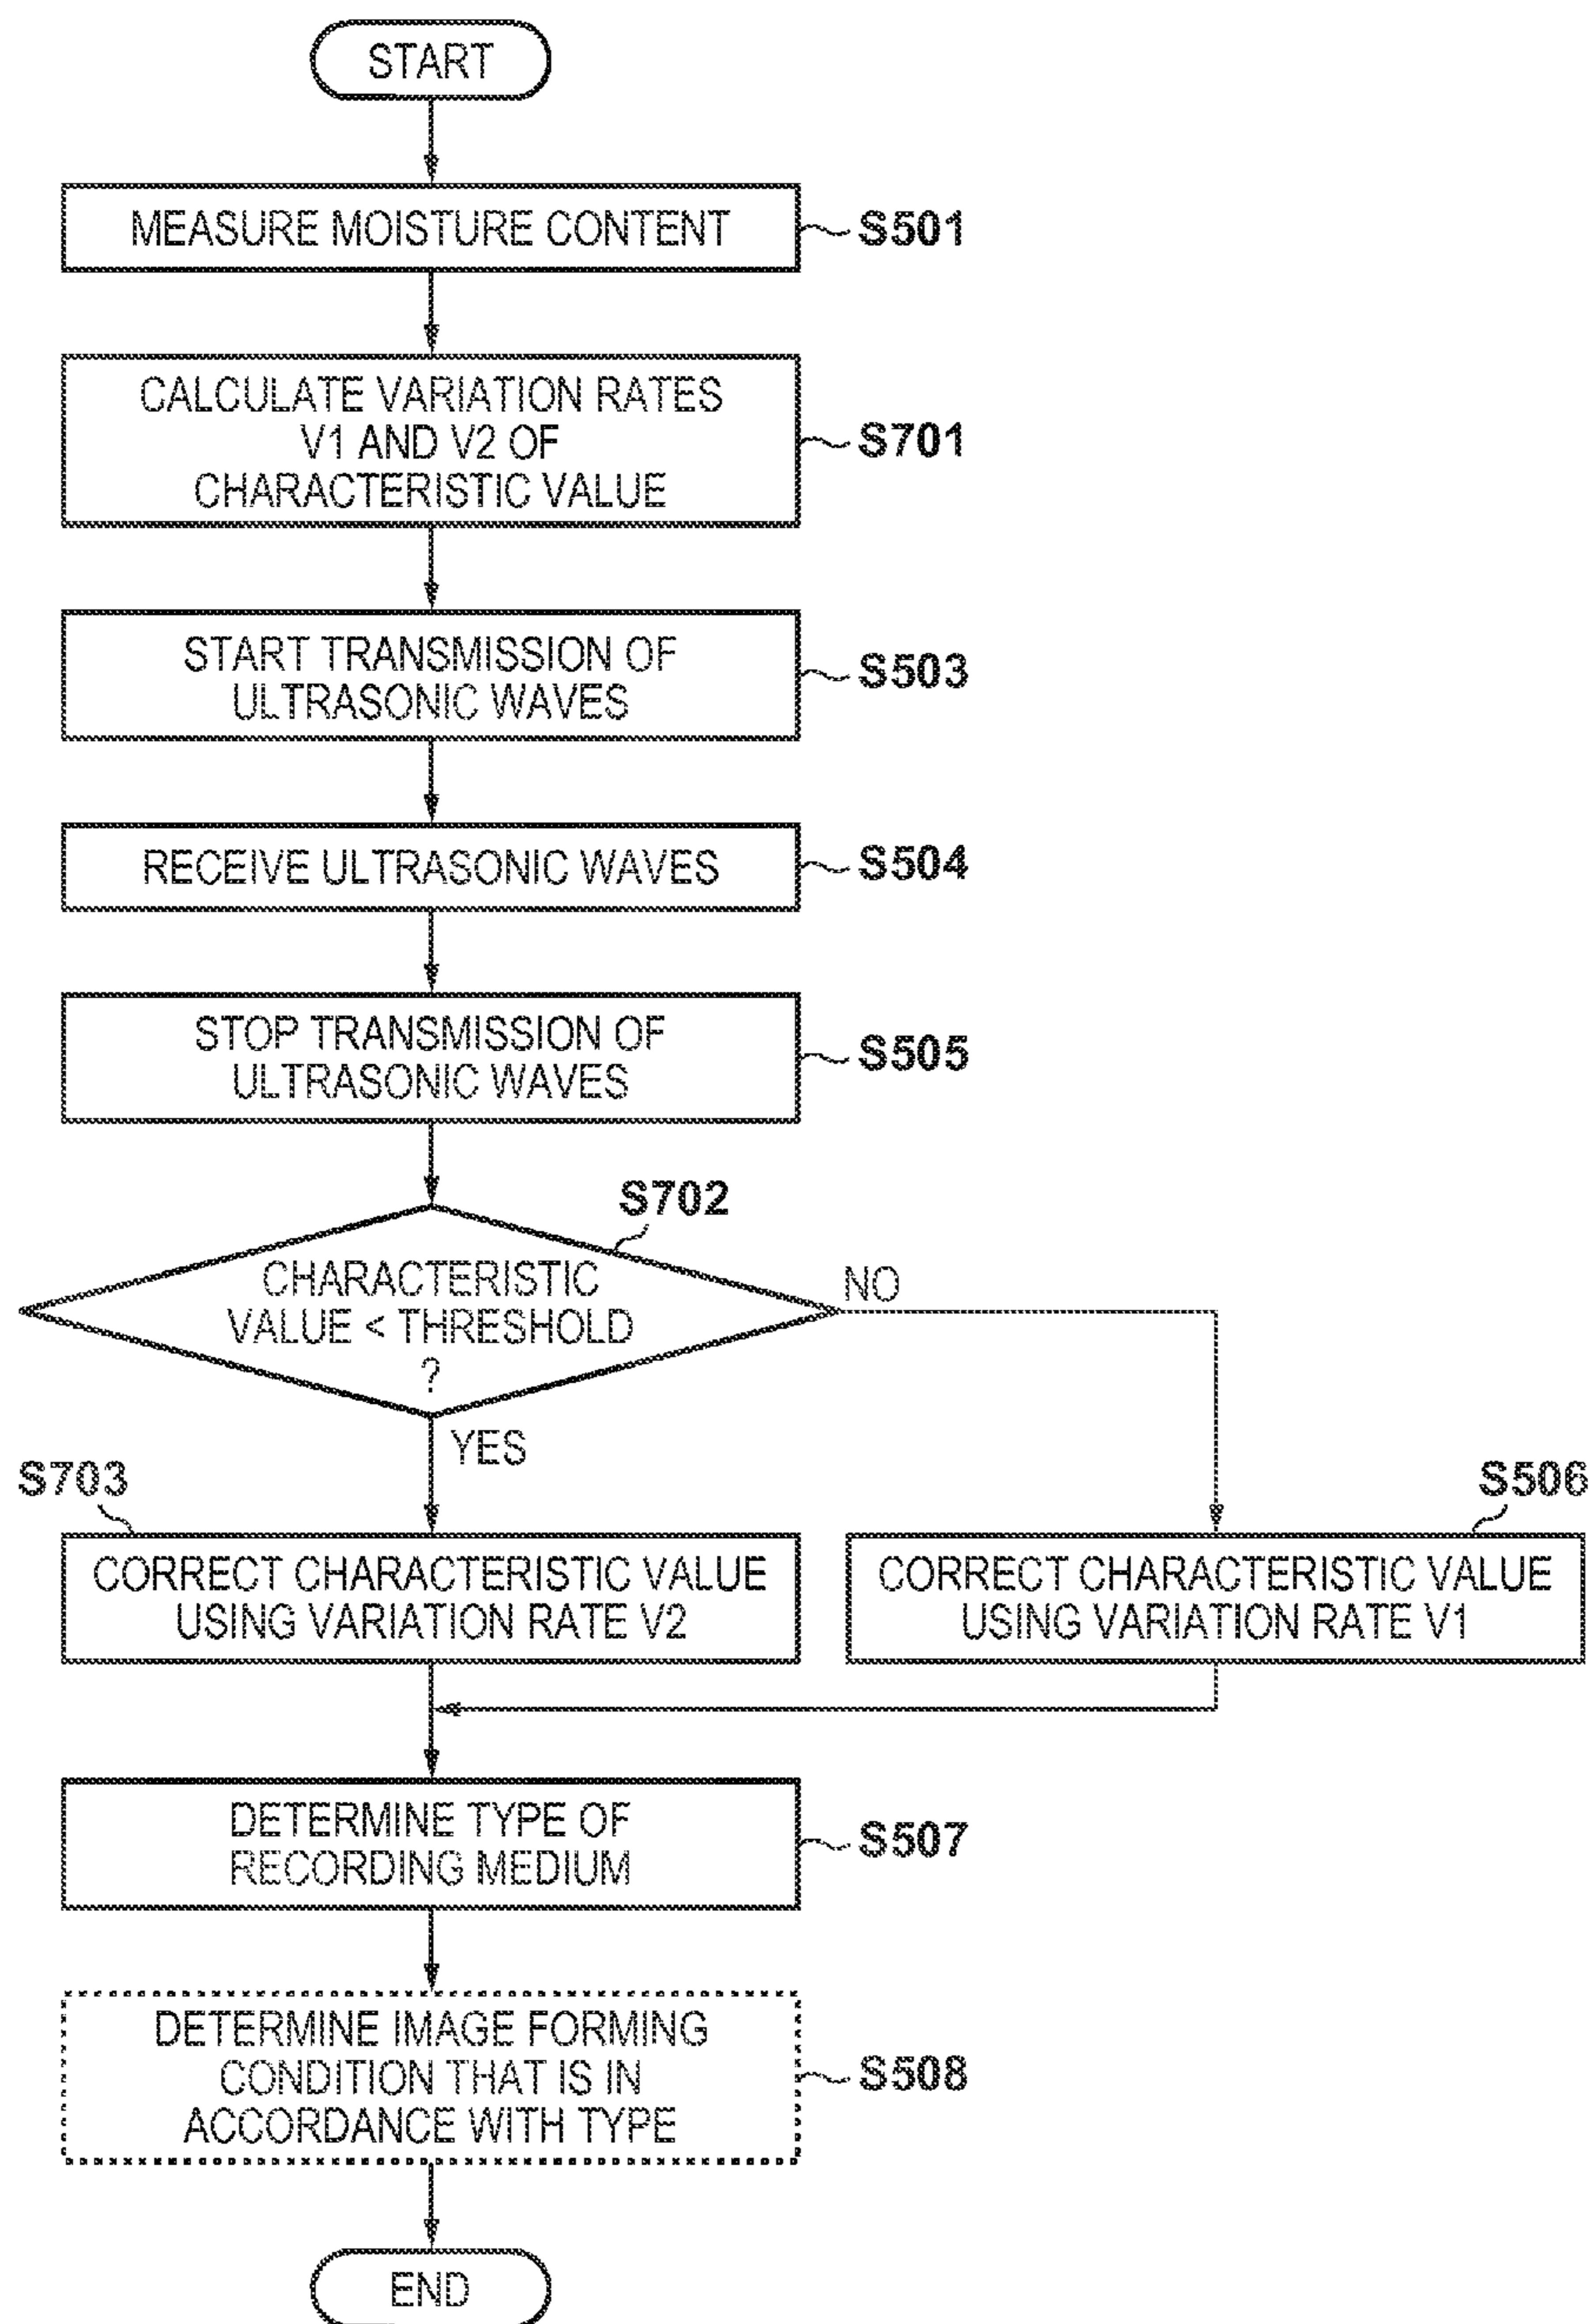 START
MEASURE MOISTURE CONTENT
S501
CALCULATE VARIATION RATES
V1 AND V2 OF
CHARACTERISTIC VALUE
S701
START TRANSMISSION OF
ULTRASONIC WAVES
S503
RECEIVE ULTRASONIC WAVES
S504
STOP TRANSMISSION OF
ULTRASONIC WAVES
S505
S702
CHARACTERISTIC
VALUE < THRESHOLD
?
NO
YES
S703
CORRECT CHARACTERISTIC VALUE
USING VARIATION RATE V2
S506
CORRECT CHARACTERISTIC VALUE
USING VARIATION RATE V1
DETERMINE TYPE OF
RECORDING MEDIUM
S507
DETERMINE IMAGE FORMING
CONDITION THAT IS IN
ACCORDANCE WITH TYPE
S508
END